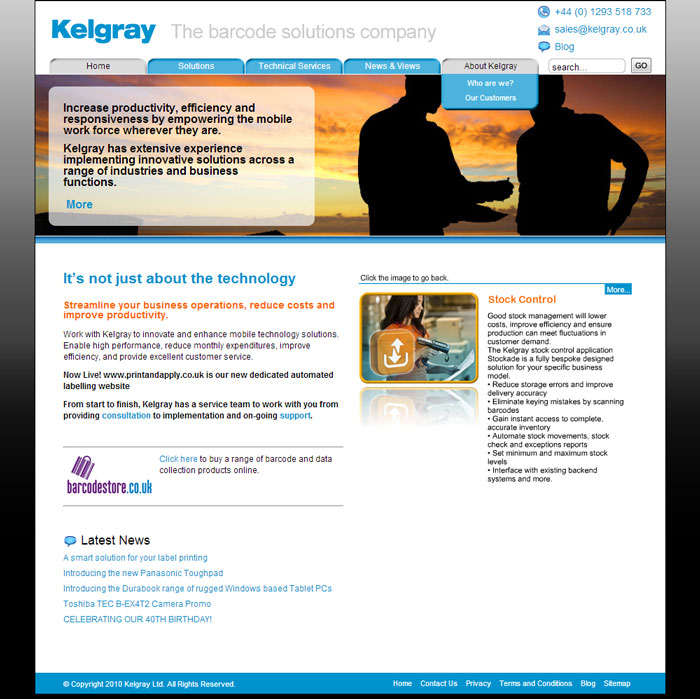 Kelgray
The barcode solutions company
+44 (0) 1293 518 733
sales@kelgray.co.uk
Blog
Home
Solutions
Technical Services
News & Views
About Kelgray
search...
GO
Who are we?
Our Customers
Increase productivity, efficiency and
responsiveness by empowering the mobile
work force wherever they are.
Kelgray has extensive experience
implementing innovative solutions across a
range of industries and business
functions.
More
It's not just about the technology
Streamline your business operations, reduce costs and
improve productivity.
Work with Kelgray to innovate and enhance mobile technology solutions.
Enable high performance, reduce monthly expenditures, improve
efficiency, and provide excellent customer service.
Now Live! www.printandapply.co.uk is our new dedicated automated
labelling website
From start to finish, Kelgray has a service team to work with you from
providing consultation to implementation and on-going support.
barcodestore.co.uk
Click here to buy a range of barcode and data
collection products online.
Latest News
A smart solution for your label printing
Introducing the new Panasonic Toughpad
Introducing the Durabook range of rugged Windows based Tablet PCs
Toshiba TEC B-EX4T2 Camera Promo
CELEBRATING OUR 40TH BIRTHDAY!
Click the image to go back.
More...
Stock Control
Good stock management will lower
costs, improve efficiency and ensure
production can meet fluctuations in
customer demand.
The Kelgray stock control application
Stockade is a fully bespoke designed
solution for your specific business
model.
• Reduce storage errors and improve
delivery accuracy
• Eliminate keying mistakes by scanning
barcodes
• Gain instant access to complete,
accurate inventory
• Automate stock movements, stock
check and exceptions reports
• Set minimum and maximum stock
levels
• Interface with existing backend
systems and more.
© Copyright 2010 Kelgray Ltd. All Rights Reserved.
Home
Contact Us
Privacy
Terms and Conditions
Blog
Sitemap